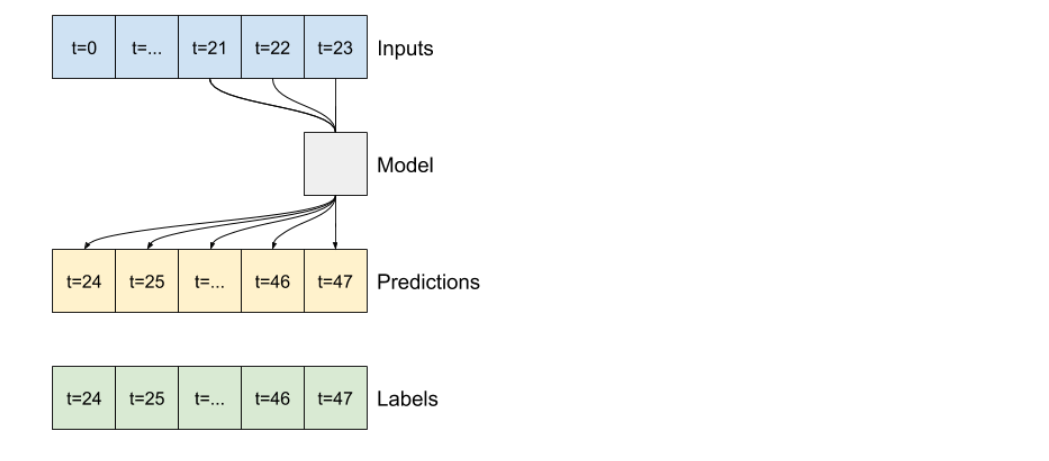 t=0 t=... t=21 t=22 t=23 Inputs
Model
t=24 t=25 t=... t=46 t=47 Predictions
t=24 t=25 t=... t=46 t=47 Labels